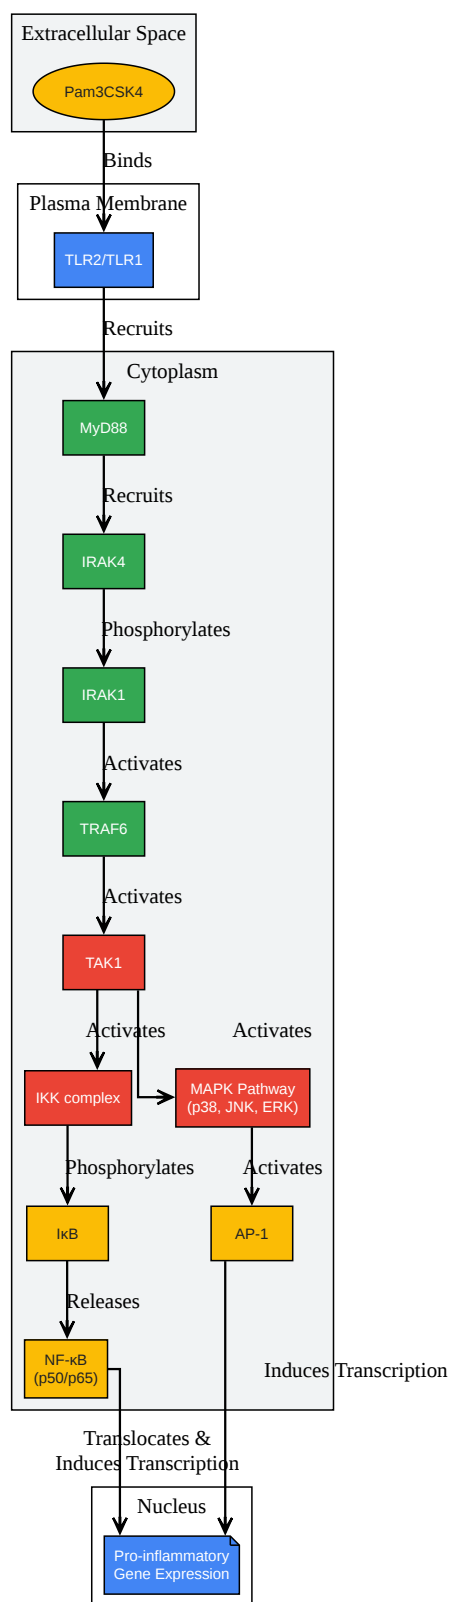 Extracellular Space
Pam3CSK4
Binds
Plasma Membrane
TLR2/TLR1
Recruits
Cytoplasm
MyD88
Recruits
IRAK4
Phosphorylates
IRAK1
Activates
TRAF6
Activates
TAK1
Activates
Activates
IKK complex
MAPK Pathway
(p38, JNK, ERK)
Phosphorylates
Activates
IκB
AP-1
Releases
NF-κB
(p50/p65)
Induces Transcription
Translocates &
Induces Transcription
Nucleus
Pro-inflammatory
Gene Expression